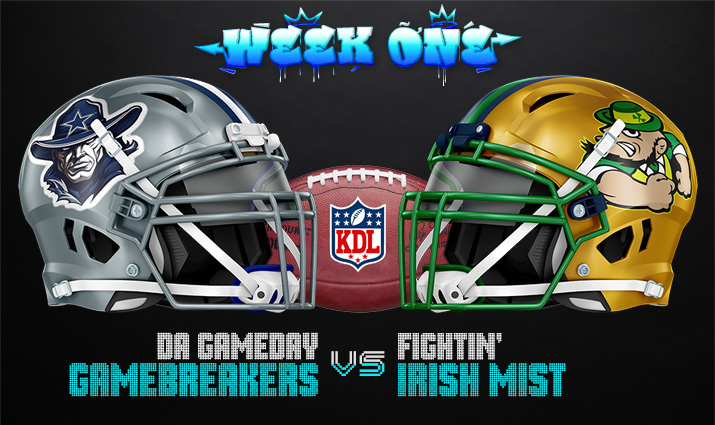 WEEK ONE
KDL
DA GAMEDAY
GAMEBREAKERS
VS
FIGHTIN'
IRISH MIST